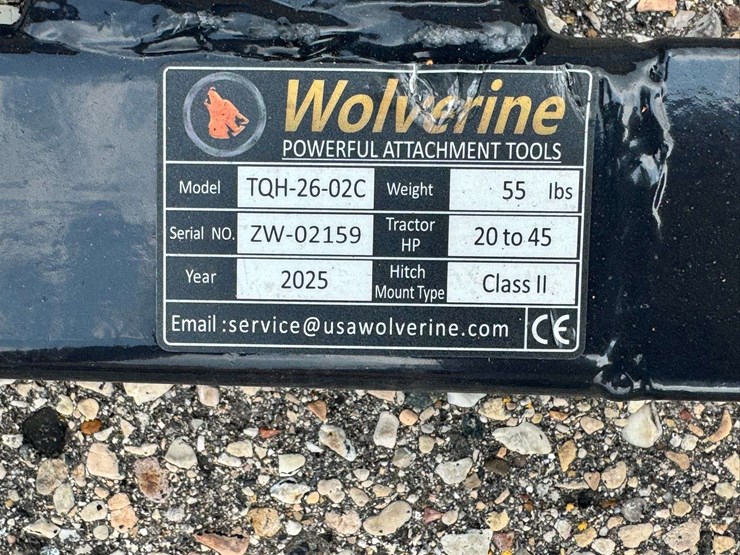 Wolverine
POWERFUL ATTACHMENT TOOLS
Model TQH-26-02C Weight 55 lbs
Serial NO. ZW-02159 Tractor HP 20 to 45
Year 2025 Hitch Mount Type Class II
Email :service@usawolverine.com CE